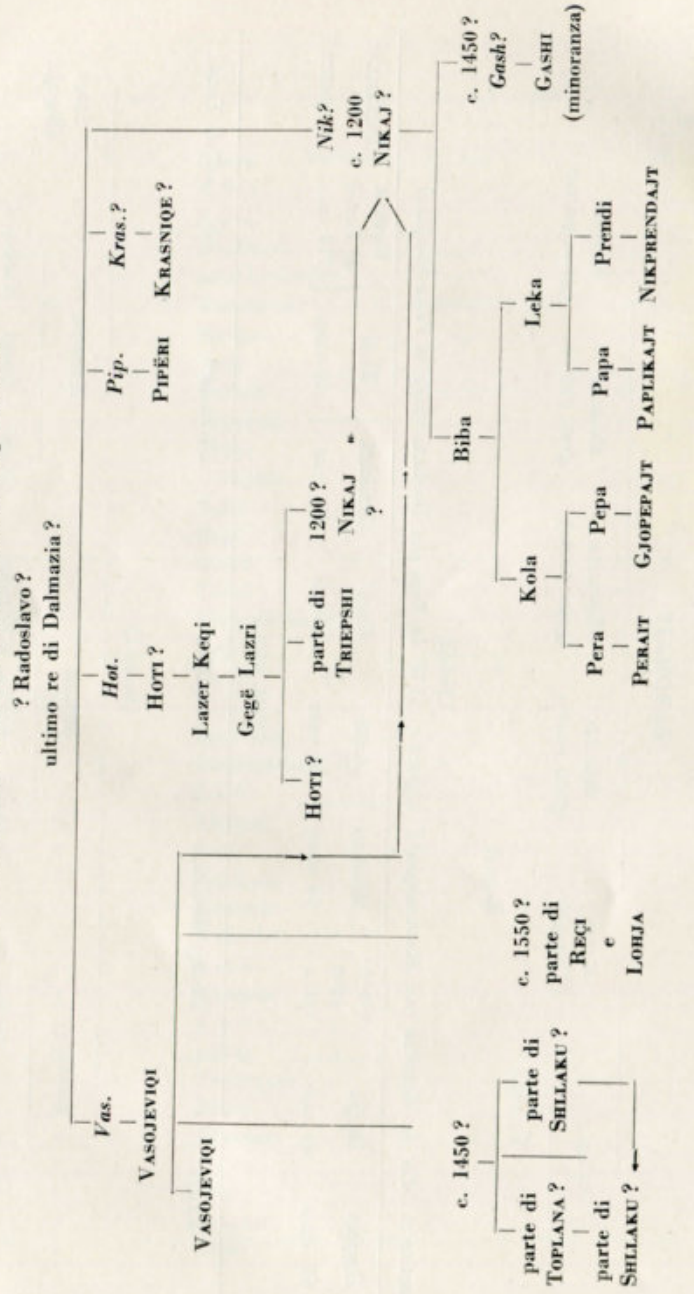 ? Radoslavo ?
ultimo re di Dalmazia ?
Vas.
Hot.
Pip.
Kras. ?
Nik?
VASOJEVIQI
HOTI ?
PIPËRI
KRASNIQE ?
c. 1200
NIKAJ ?
VASOJEVIQI
Lazer Keqi
Gegë Lazri
HOTI ?
parte di
TRIEPSHI
1200 ?
NIKAJ
?
c. 1450 ?
parte di
TOPLANA ?
parte di
SHLLAKU ?
parte di
SHLLAKU ?
c. 1550 ?
parte di
REÇI
e
LOHJA
Biba
c. 1450 ?
Gash?
GASHI
(minoranza)
Kola
Leka
Pera
Pepa
Papa
Prendi
PERAIT
GJOPEPAJT
PAPLIKAJT
NIKPRENDAJT